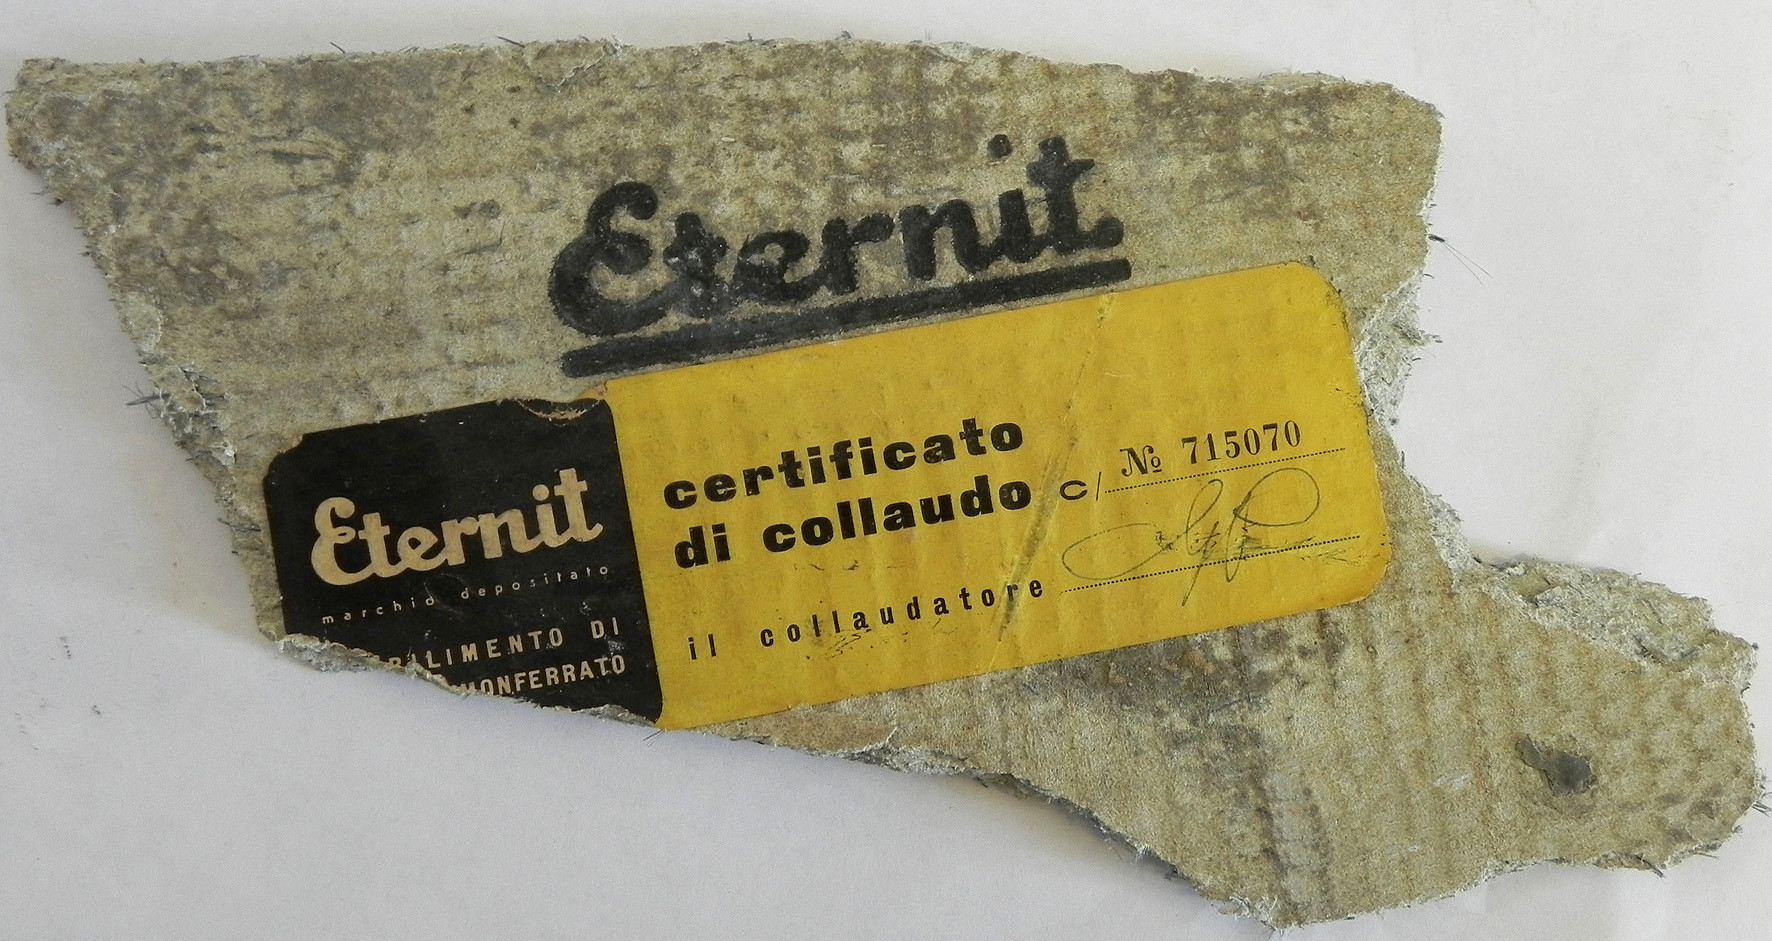 Eternit
Eternit
marchio depositato
BILIMENTO DI
MONFERRATO
certificato
di collaudo c/ № 715070
il collaudatore